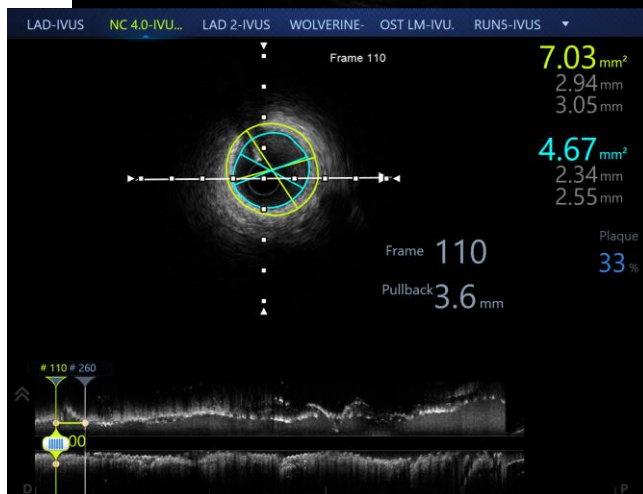 LAD-IVUS NC 4.0-IVU... LAD 2-IVUS WOLVERINE- OST LM-IVU. RUN5-IVUS
Frame 110
7.03 mm²
2.94 mm
3.05 mm
4.67 mm²
2.34 mm
2.55 mm
Plaque
33 %
Frame 110
Pullback 3.6 mm
# 110 # 260
00
D P